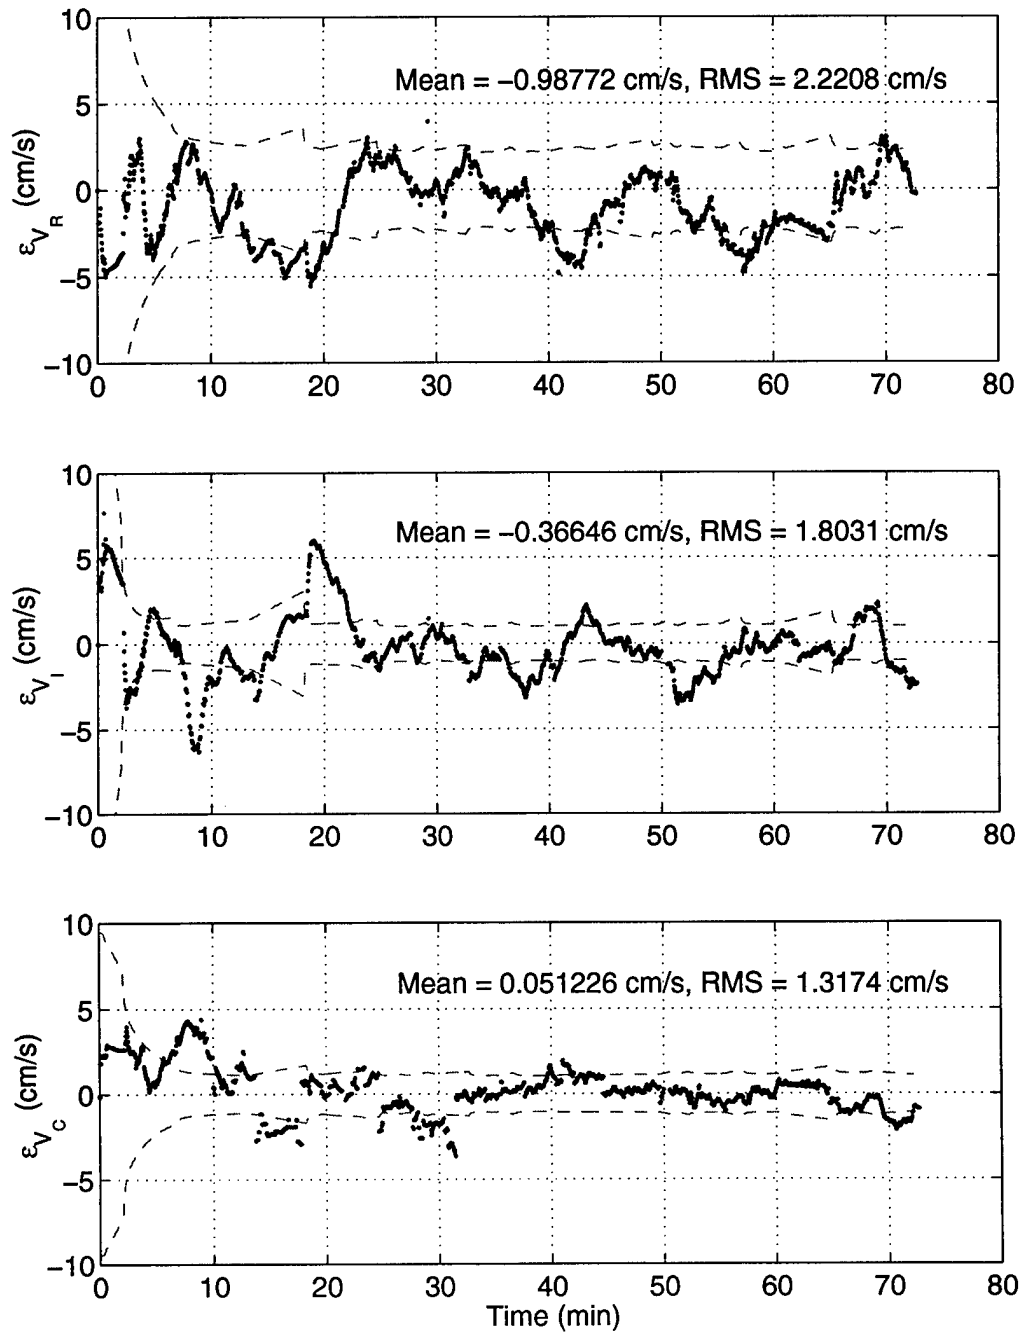 10
5
0
−5
−10
ε_{V_R} (cm/s)
Mean = −0.98772 cm/s, RMS = 2.2208 cm/s
0 10 20 30 40 50 60 70 80
10
5
0
−5
−10
ε_{V_I} (cm/s)
Mean = −0.36646 cm/s, RMS = 1.8031 cm/s
0 10 20 30 40 50 60 70 80
10
5
0
−5
−10
ε_{V_C} (cm/s)
Mean = 0.051226 cm/s, RMS = 1.3174 cm/s
0 10 20 30 40 50 60 70 80
Time (min)